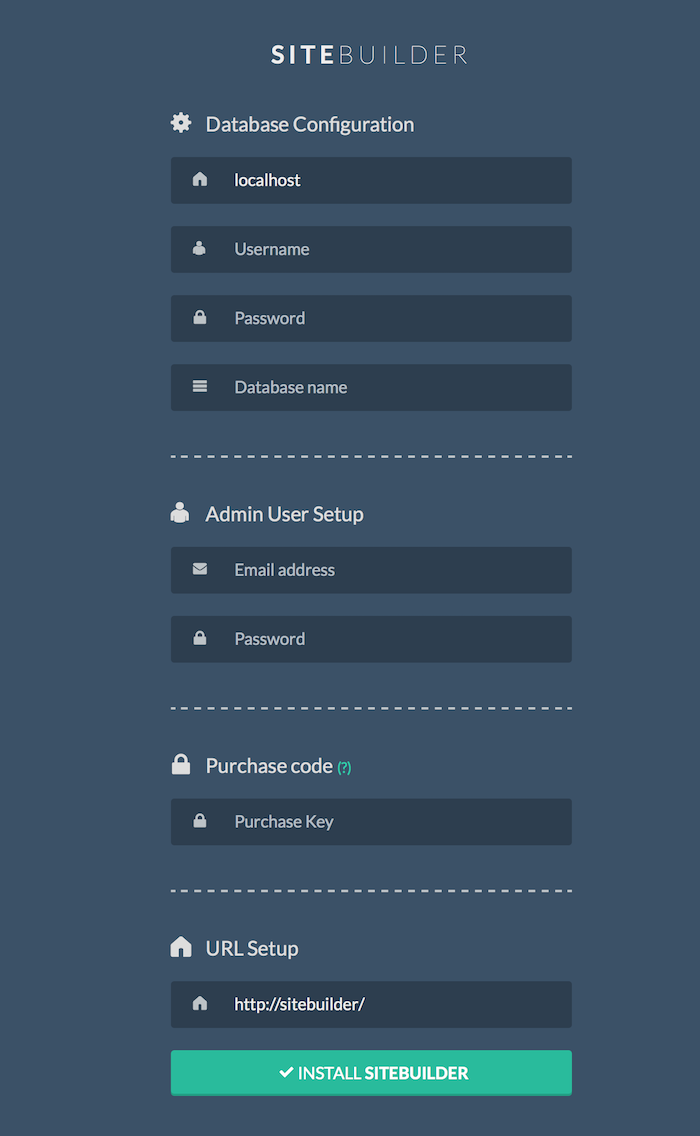 SITEBUILDER
Database Configuration
localhost
Username
Password
Database name
Admin User Setup
Email address
Password
Purchase code (?)
Purchase Key
URL Setup
http://sitebuilder/
INSTALL SITEBUILDER